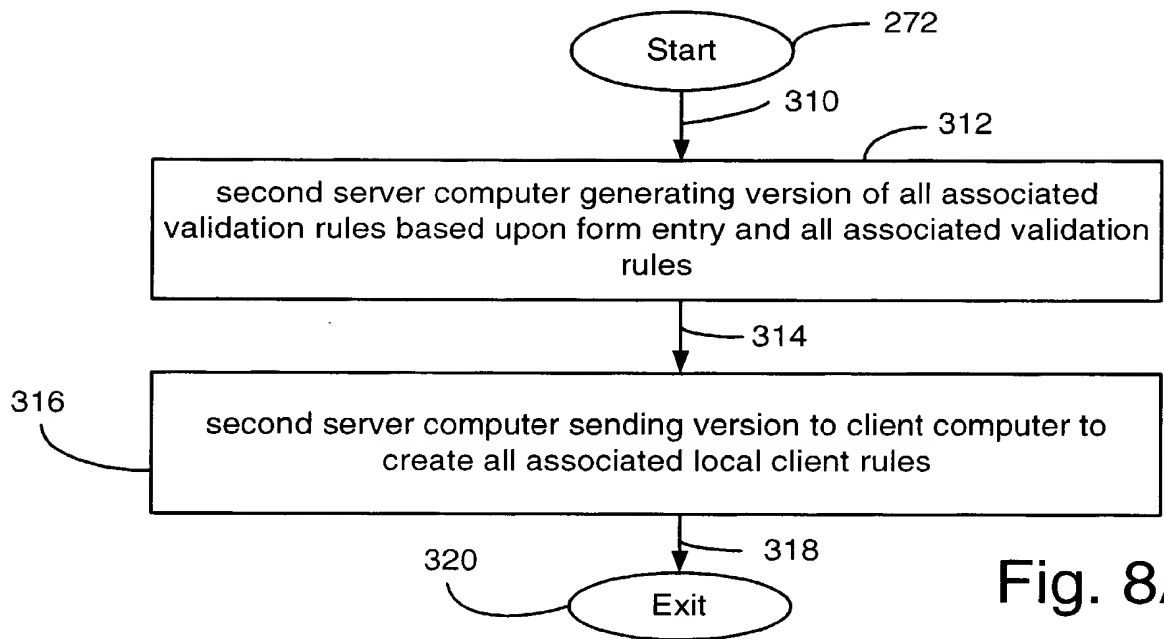 272
Start
310
312
second server computer generating version of all associated
validation rules based upon form entry and all associated validation
rules
314
316
second server computer sending version to client computer to
create all associated local client rules
318
320
Exit
Fig. 8A